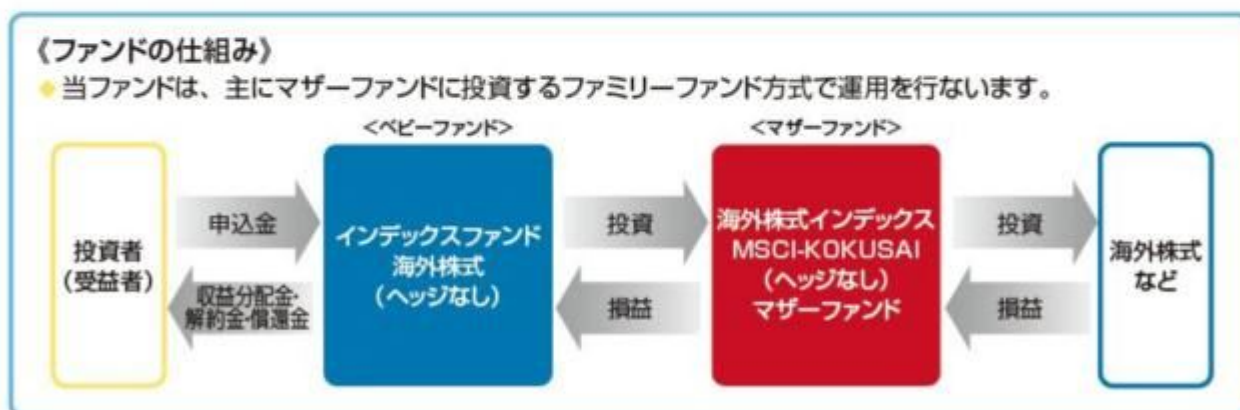 《ファンドの仕組み》
◆当ファンドは、主にマザーファンドに投資するファミリーファンド方式で運用を行ないます。
<ベビーファンド>
<マザーファンド>
投資者
(受益者)
申込金
収益分配金・
解約金・償還金
インデックスファンド
海外株式
(ヘッジなし)
投資
損益
海外株式インデックス
MSCI-KOKUSAI
(ヘッジなし)
マザーファンド
投資
損益
海外株式
など